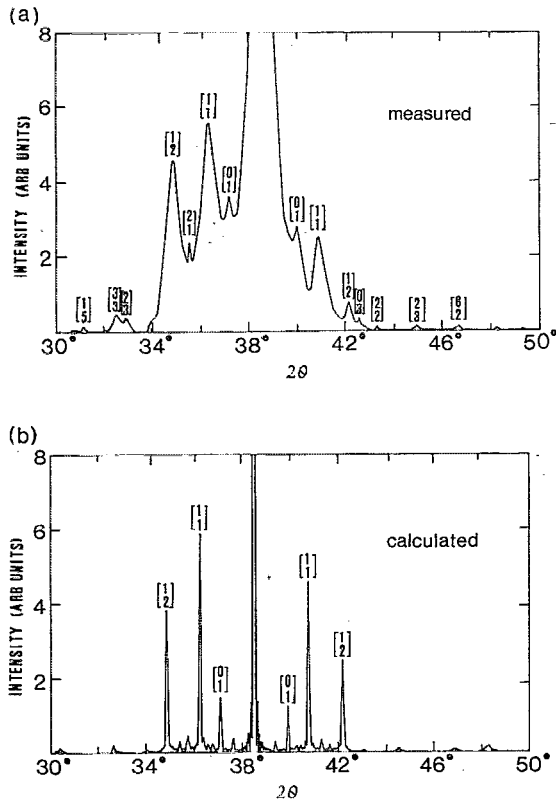 (a)
8
6
4
2
INTENSITY (ARB UNITS)
measured
[1 2]
[2 1]
[1 1]
[0 1]
[0 1]
[1 1]
[1 5]
[3 3]
[2 3]
[1 2]
[0 3]
[2 2]
[2 3]
[6 2]
30° 34° 38° 42° 46° 50°
2θ
(b)
8
6
4
2
INTENSITY (ARB UNITS)
calculated
[1 2]
[1 1]
[0 1]
[0 1]
[1 1]
[1 2]
30° 34° 38° 42° 46° 50°
2θ